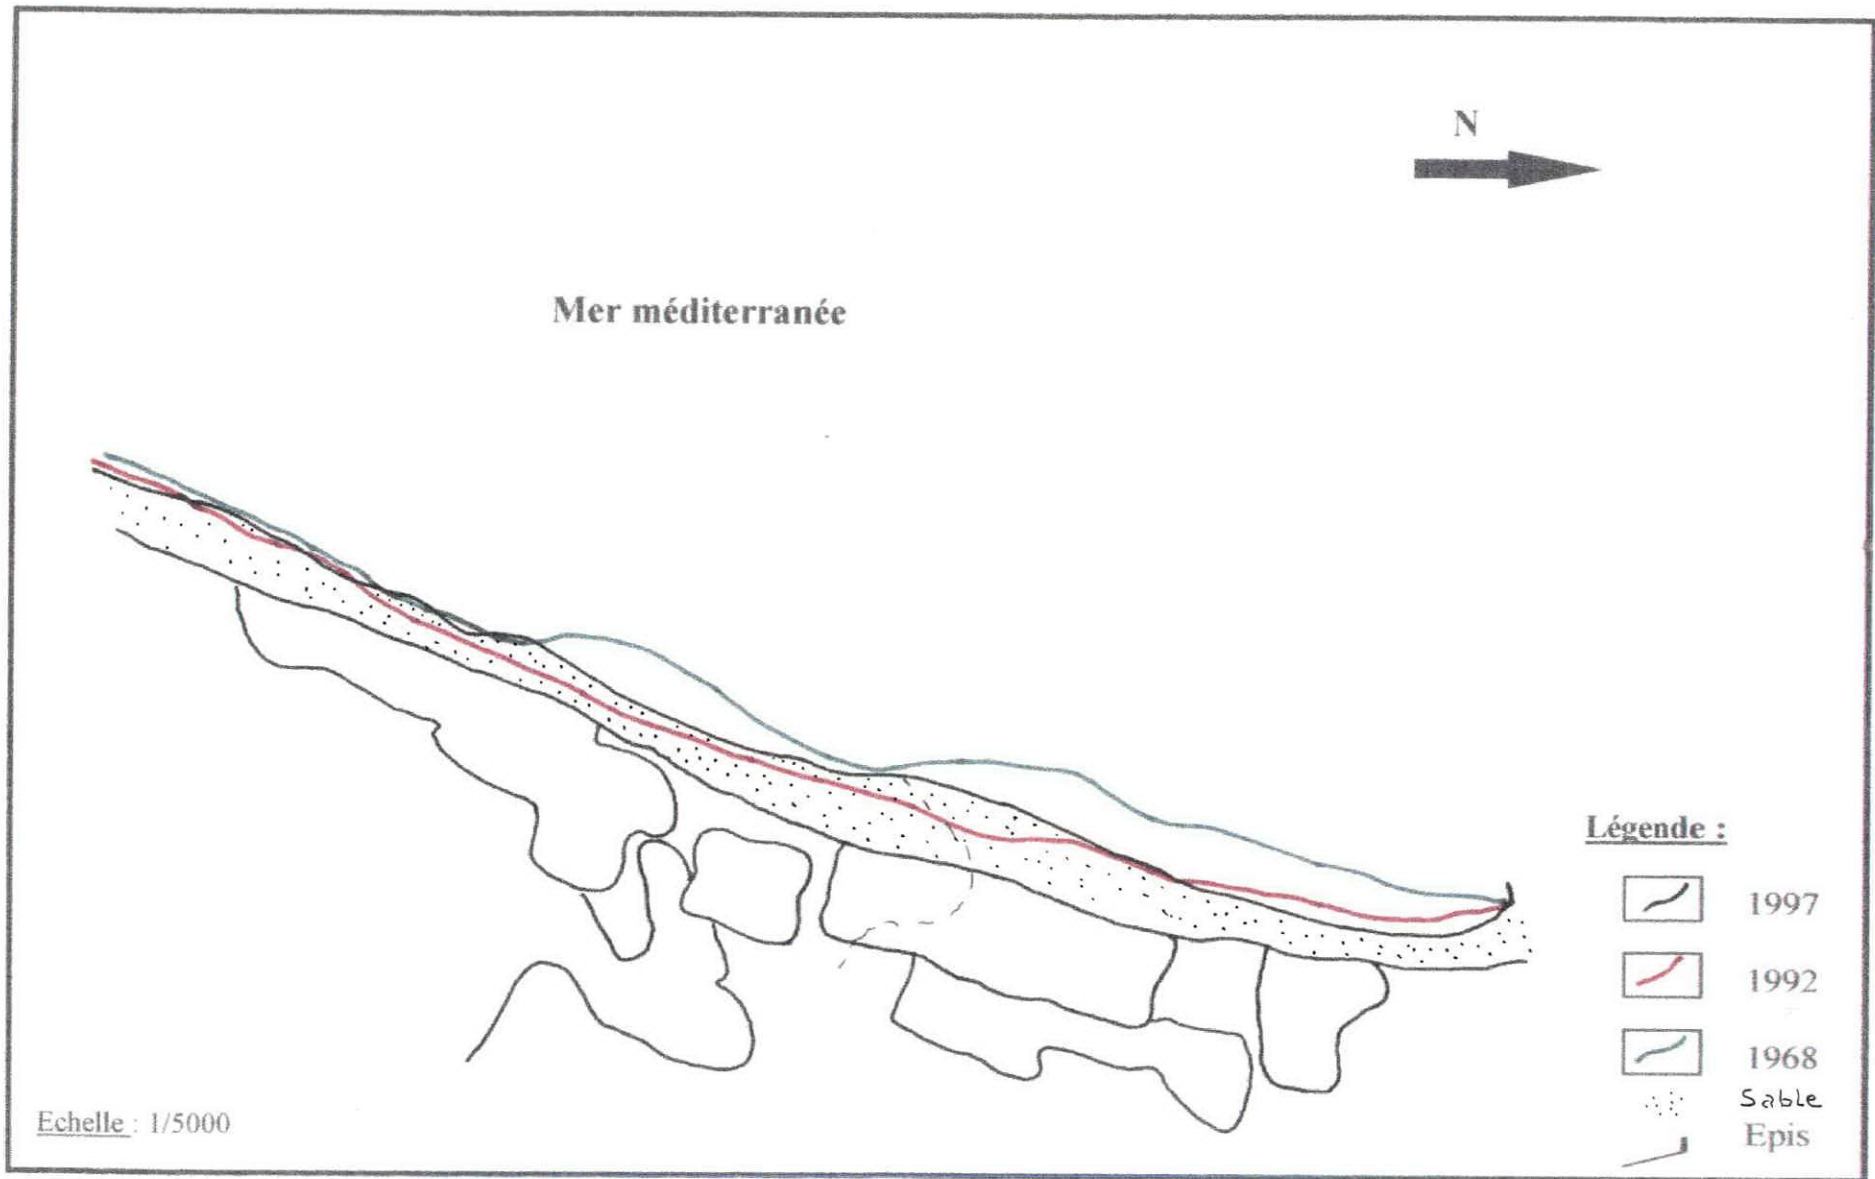 N
Mer méditerranée
Légende :
1997
1992
1968
Sable
Epis
Echelle : 1/5000